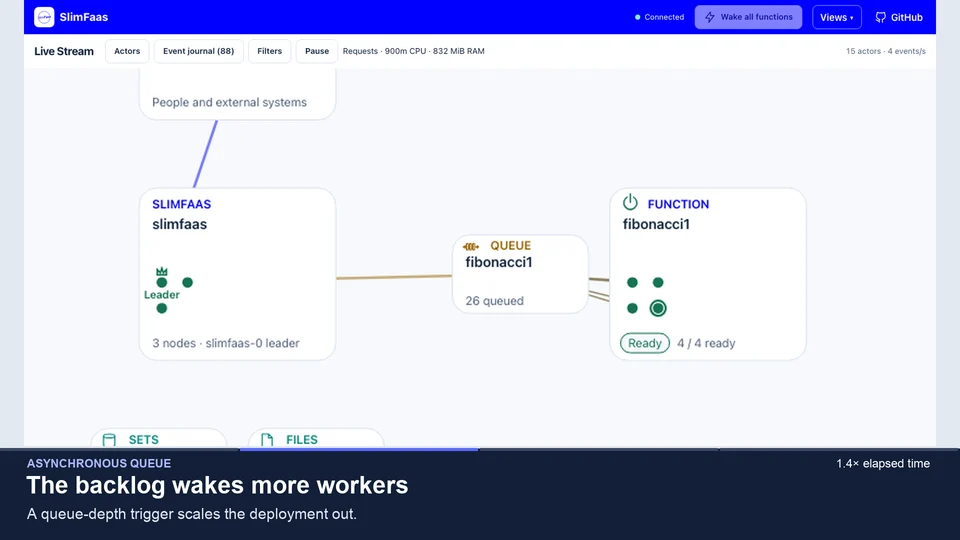 SlimFaas
Connected
Wake all functions
Views
GitHub
Live Stream
Actors
Event journal (88)
Filters
Pause
Requests · 900m CPU · 832 MiB RAM
15 actors · 4 events/s
People and external systems
SLIMFAAS
slimfaas
Leader
3 nodes · slimfaas-0 leader
QUEUE
fibonacci1
26 queued
FUNCTION
fibonacci1
Ready
4 / 4 ready
SETS
FILES
ASYNCHRONOUS QUEUE
1.4× elapsed time
The backlog wakes more workers
A queue-depth trigger scales the deployment out.